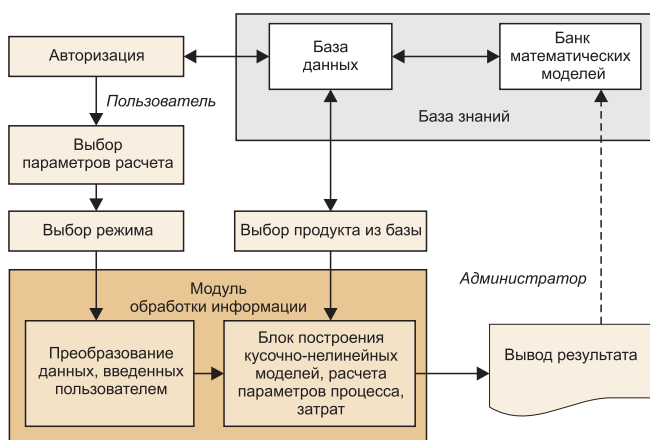 Авторизация
База
данных
Банк
математических
моделей
База знаний
Пользователь
Выбор
параметров расчета
Выбор режима
Выбор продукта из базы
Администратор
Модуль
обработки информации
Преобразование
данных, введенных
пользователем
Блок построения
кусочно-нелинейных
моделей, расчета
параметров процесса,
затрат
Вывод результата